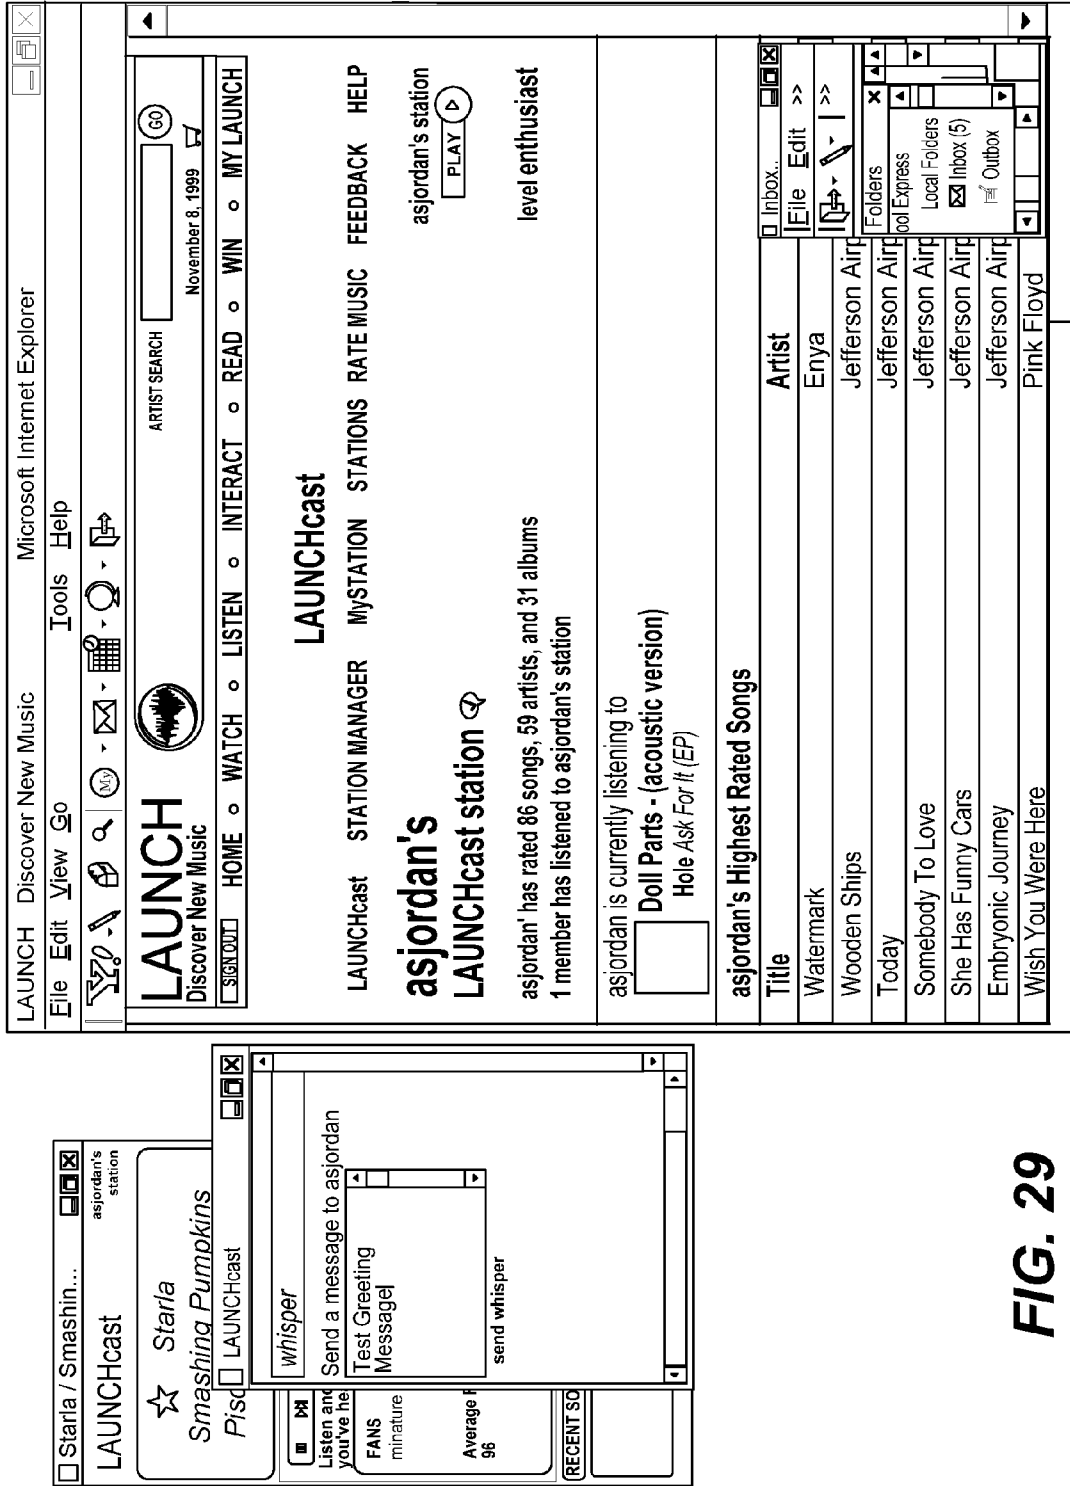 LAUNCH Discover New Music Microsoft Internet Explorer
File Edit View Go Tools Help
Y! My
LAUNCH
Discover New Music
ARTIST SEARCH GO
November 8, 1999
SIGN OUT HOME WATCH LISTEN INTERACT READ WIN MY LAUNCH
LAUNCHcast
LAUNCHcast STATION MANAGER MySTATION STATIONS RATE MUSIC FEEDBACK HELP
asjordan's
LAUNCHcast station
asjordan's station
PLAY
asjordan' has rated 86 songs, 59 artists, and 31 albums
level enthusiast
1 member has listened to asjordan's station
asjordan is currently listening to
Doll Parts - (acoustic version)
Hole Ask For It (EP)
asjordan's Highest Rated Songs
Title Artist
Watermark Enya
Wooden Ships Jefferson Airp
Today Jefferson Airp
Somebody To Love Jefferson Airp
She Has Funny Cars Jefferson Airp
Embryonic Journey Jefferson Airp
Wish You Were Here Pink Floyd
Inbox..
File Edit >>
>>
Folders
ool Express
Local Folders
Inbox (5)
Outbox
Starla / Smashin...
LAUNCHcast
asjordan's
station
Starla
Smashing Pumpkins
Pisc
Listen and
you've hea
FANS
minature
Average R
96
RECENT SO
LAUNCHcast
whisper
Send a message to asjordan
Test Greeting
Message
send whisper
FIG. 29